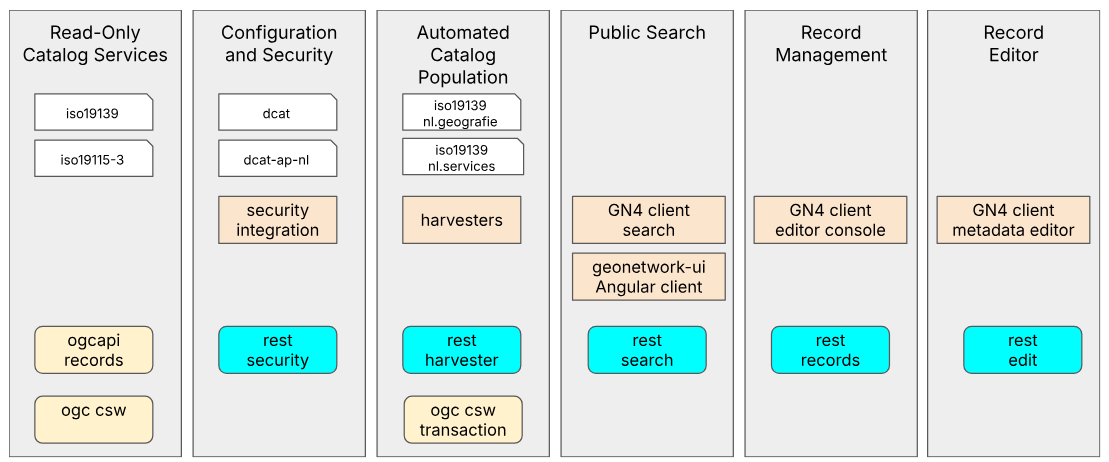 Read-Only
Catalog Services
iso19139
iso19115-3
ogcapi
records
ogc csw
Configuration
and Security
dcat
dcat-ap-nl
security
integration
rest
security
Automated
Catalog
Population
iso19139
nl.geografie
iso19139
nl.services
harvesters
rest
harvester
ogc csw
transaction
Public Search
GN4 client
search
geonetwork-ui
Angular client
rest
search
Record
Management
GN4 client
editor console
rest
records
Record
Editor
GN4 client
metadata editor
rest
edit